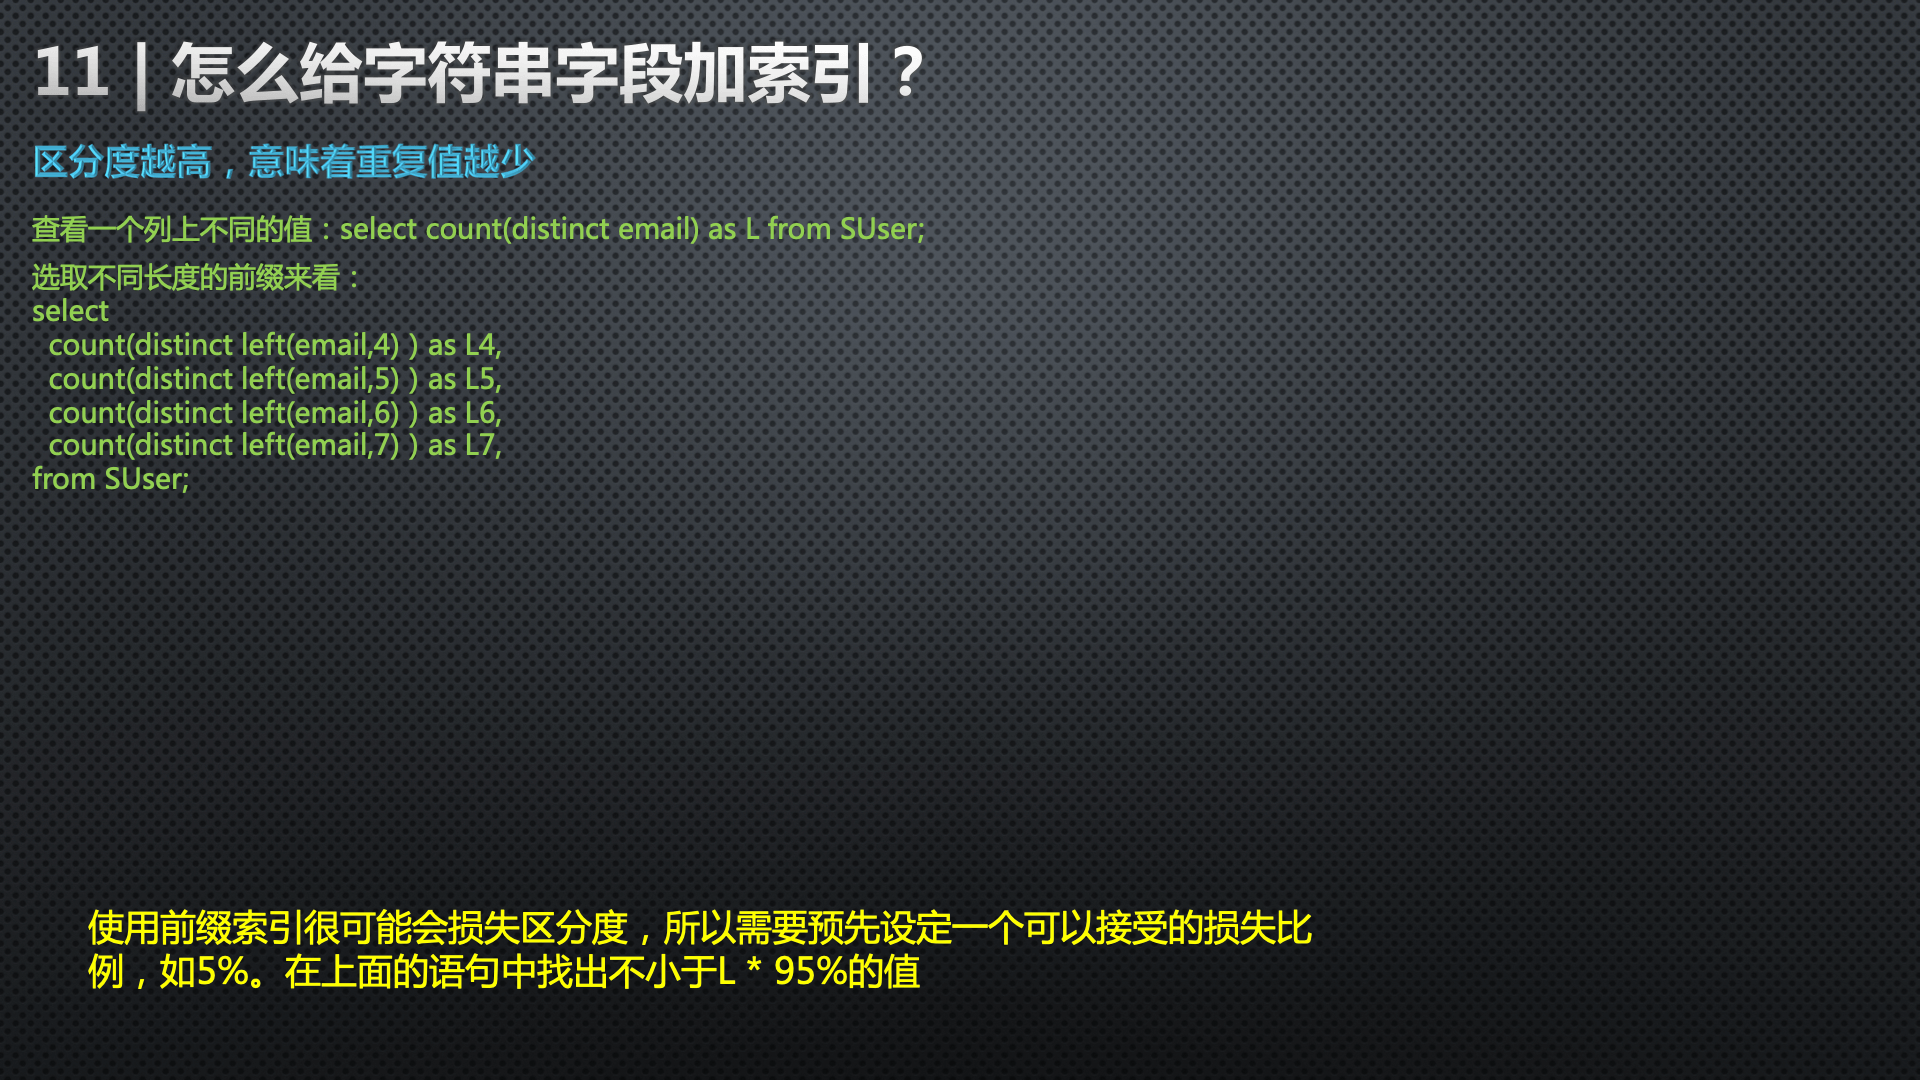 11 | 怎么给字符串字段加索引？
区分度越高，意味着重复值越少
查看一个列上不同的值：select count(distinct email) as L from SUser;
选取不同长度的前缀来看：
select
count(distinct left(email,4) ) as L4,
count(distinct left(email,5) ) as L5,
count(distinct left(email,6) ) as L6,
count(distinct left(email,7) ) as L7,
from SUser;
使用前缀索引很可能会损失区分度，所以需要预先设定一个可以接受的损失比
例，如5%。在上面的语句中找出不小于L * 95%的值